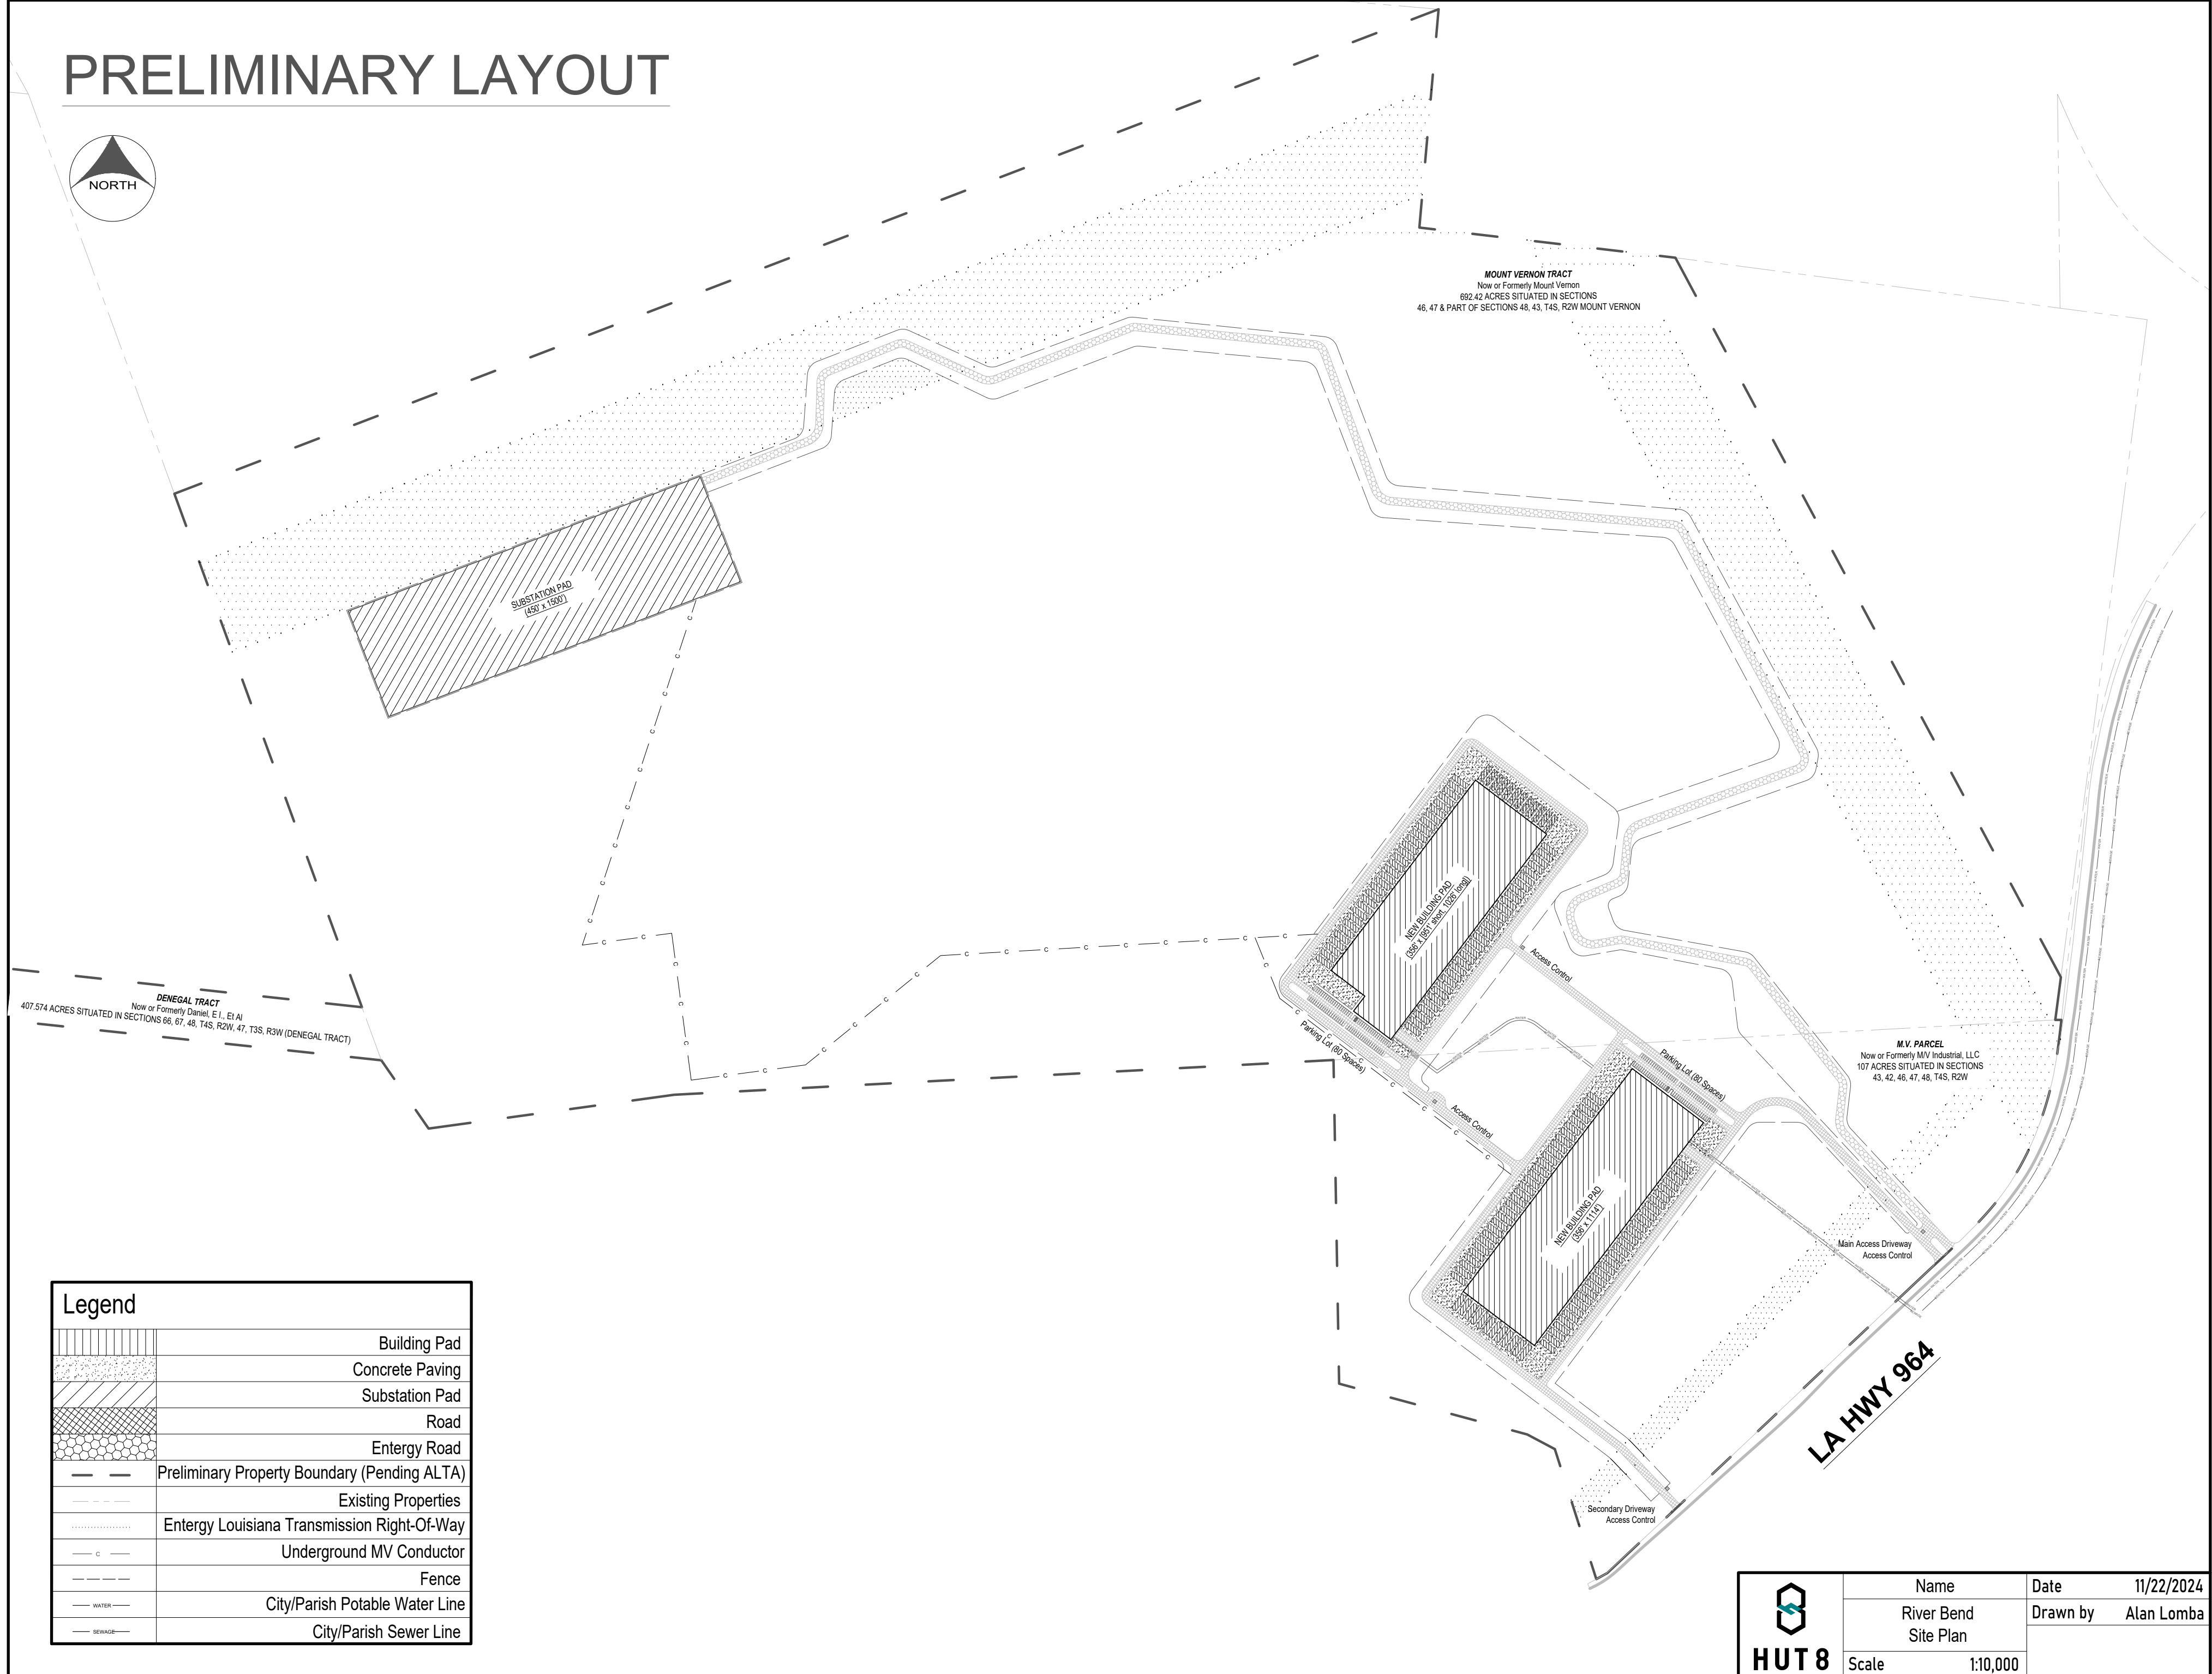 PRELIMINARY LAYOUT
NORTH
MOUNT VERNON TRACT
Now or Formerly Mount Vernon
692.42 ACRES SITUATED IN SECTIONS
46, 47 & PART OF SECTIONS 48, 43, T4S, R2W MOUNT VERNON
SUBSTATION PAD
(450' x 1500')
NEW BUILDING PAD
(356' x [951' short, 1026' long])
Access Control
Parking Lot (80 Spaces)
Access Control
Parking Lot (80 Spaces)
NEW BUILDING PAD
(356' x 1114')
DENEGAL TRACT
Now or Formerly Daniel, E I., Et Al
407.574 ACRES SITUATED IN SECTIONS 66, 67, 48, T4S, R2W, 47, T3S, R3W (DENEGAL TRACT)
M.V. PARCEL
Now or Formerly M/V Industrial, LLC
107 ACRES SITUATED IN SECTIONS
43, 42, 46, 47, 48, T4S, R2W
Main Access Driveway
Access Control
LA HWY 964
Secondary Driveway
Access Control
Legend
Building Pad
Concrete Paving
Substation Pad
Road
Entergy Road
Preliminary Property Boundary (Pending ALTA)
Existing Properties
Entergy Louisiana Transmission Right-Of-Way
C Underground MV Conductor
Fence
WATER City/Parish Potable Water Line
SEWAGE City/Parish Sewer Line
HUT 8
Name
River Bend
Site Plan
Scale 1:10,000
Date 11/22/2024
Drawn by Alan Lomba